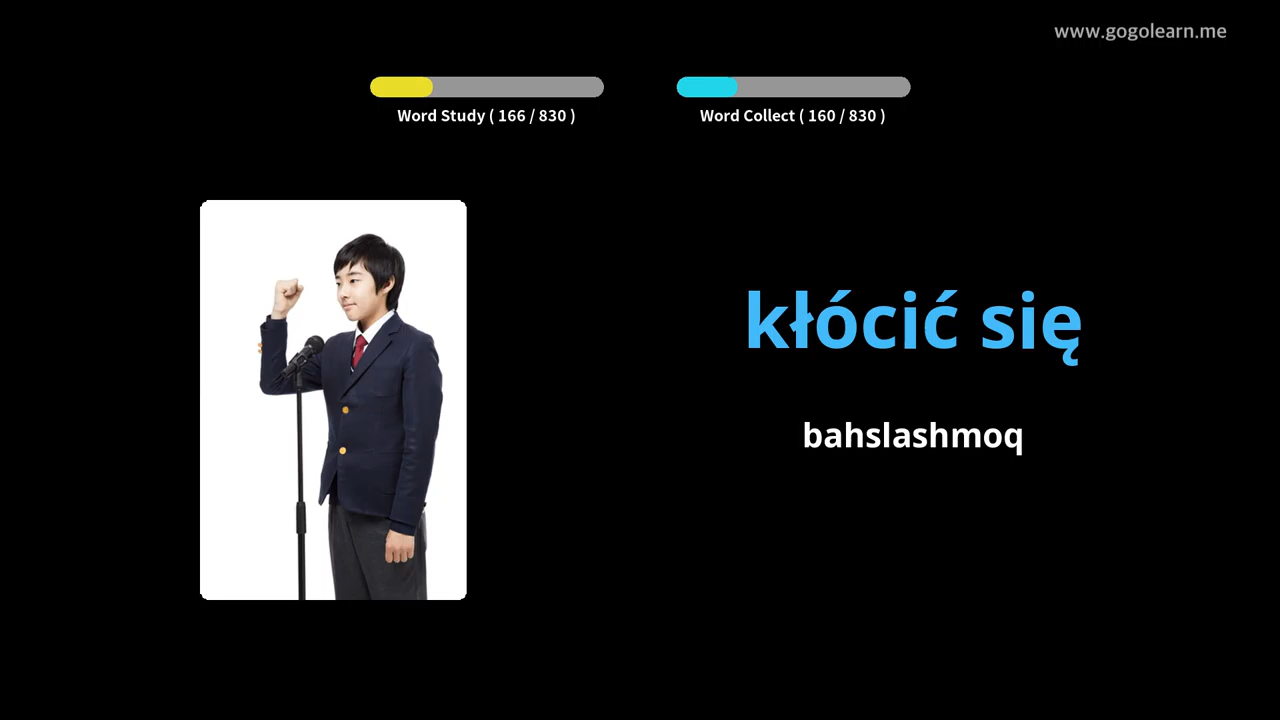 www.gogolearn.me
Word Study ( 166 / 830 )
Word Collect ( 160 / 830 )
kłócić się
bahslashmoq